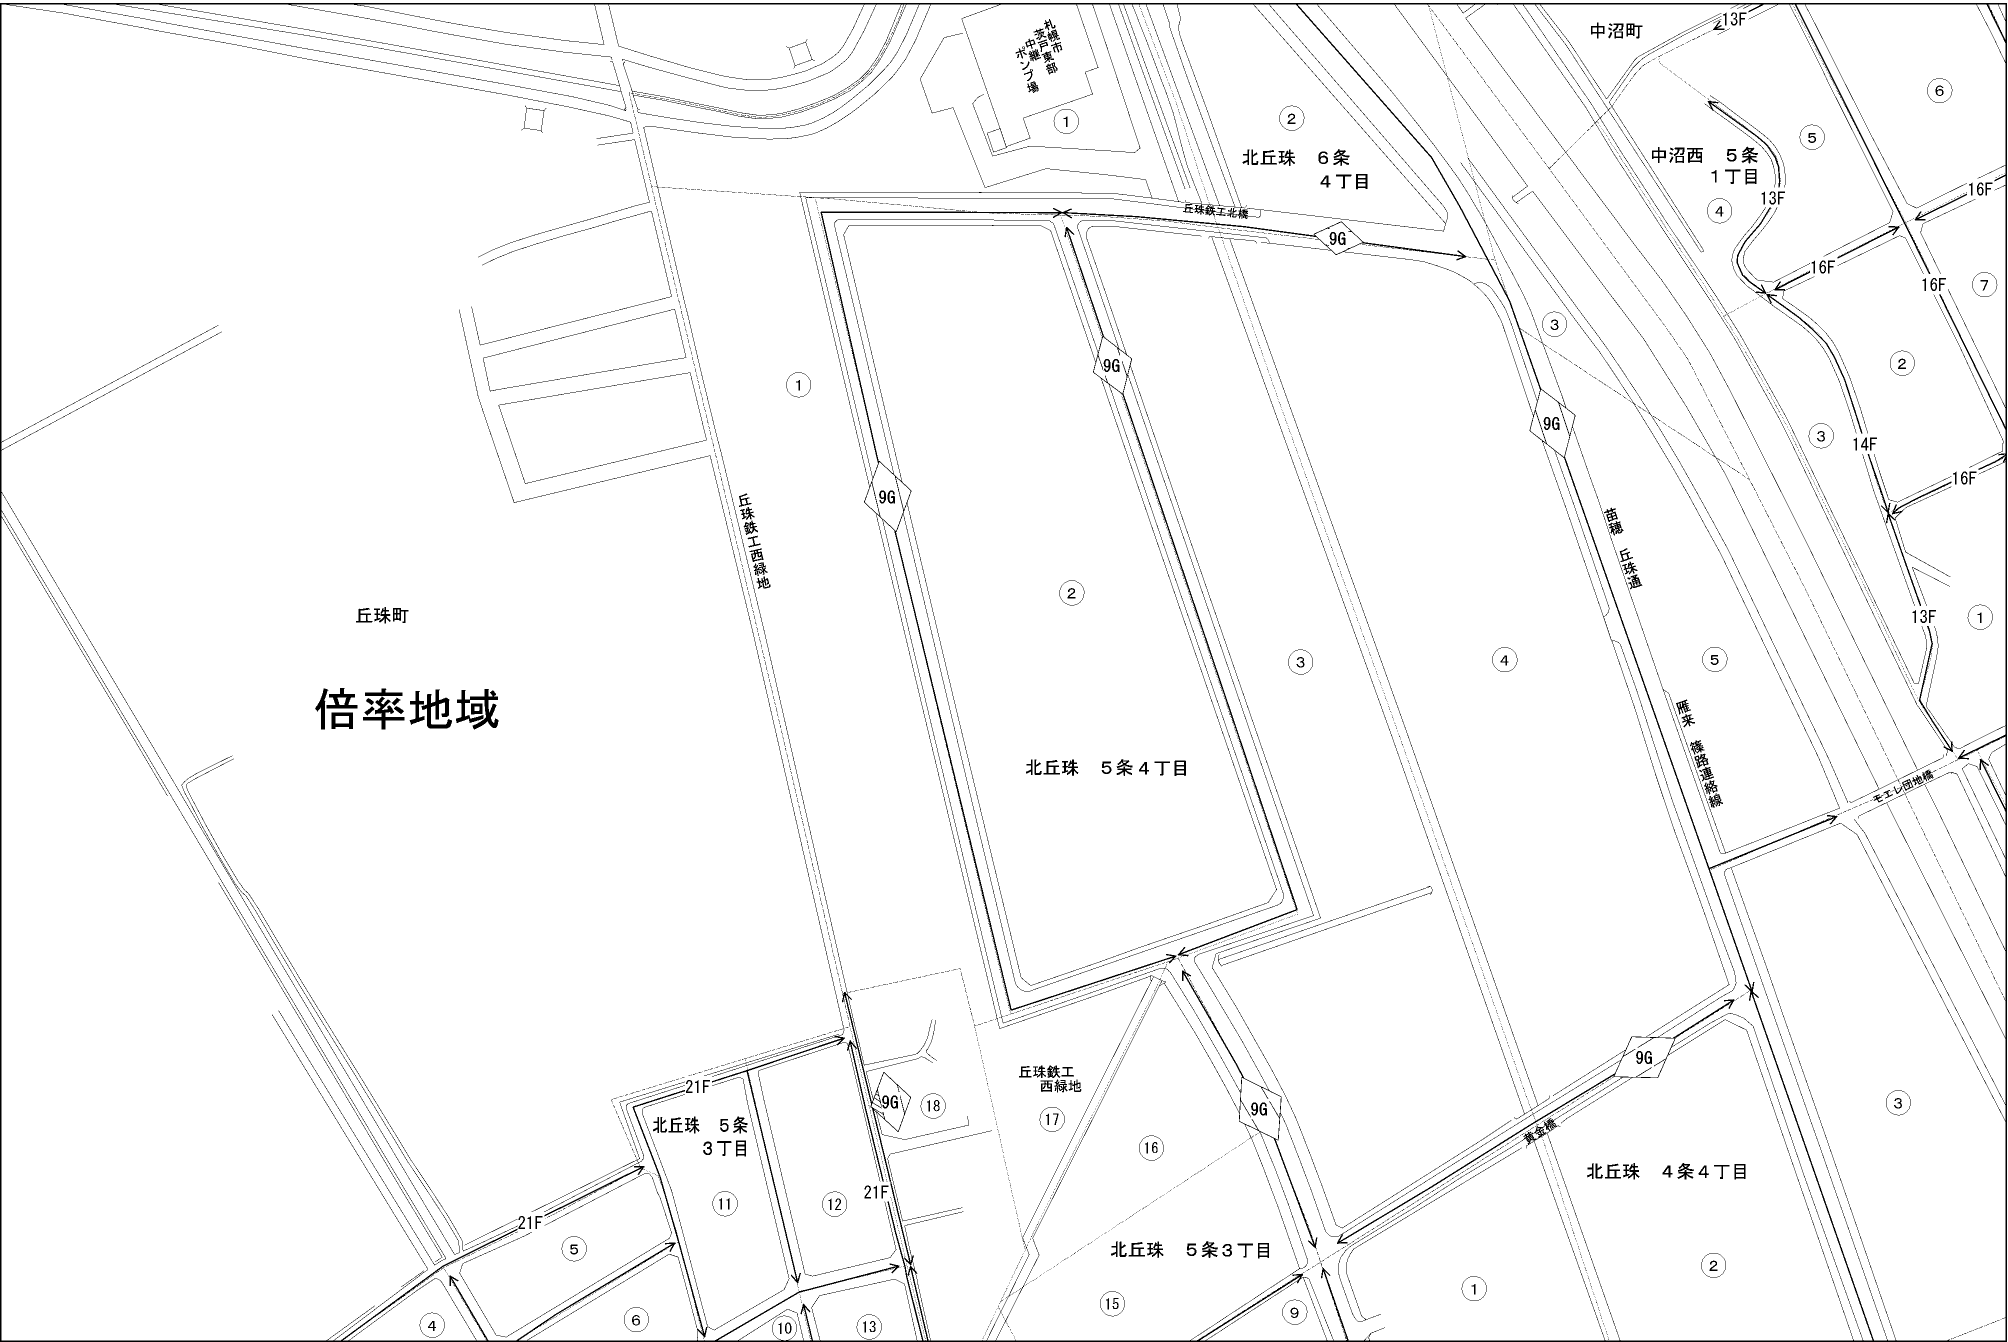 中沼町
13F
札幌市
茨戸東部
中継
ポンプ場
⑥
①
②
⑤
北丘珠　６条
４丁目
中沼西　５条
１丁目
13F
16F
④
丘珠鉄工北橋
9G
16F
16F
⑦
③
9G
②
①
9G
③
14F
16F
9G
丘珠鉄工西緑地
苗穂　丘珠通
②
丘珠町
13F
①
③
④
⑤
倍率地域
雁来　篠路連絡線
北丘珠　５条４丁目
モエレ団地橋
9G
丘珠鉄工
西緑地
21F
9G
⑱
⑰
9G
③
北丘珠　５条
３丁目
黄金橋
⑯
北丘珠　４条４丁目
⑪
⑫
21F
21F
⑤
北丘珠　５条３丁目
②
①
⑮
⑨
④
⑥
⑩
⑬